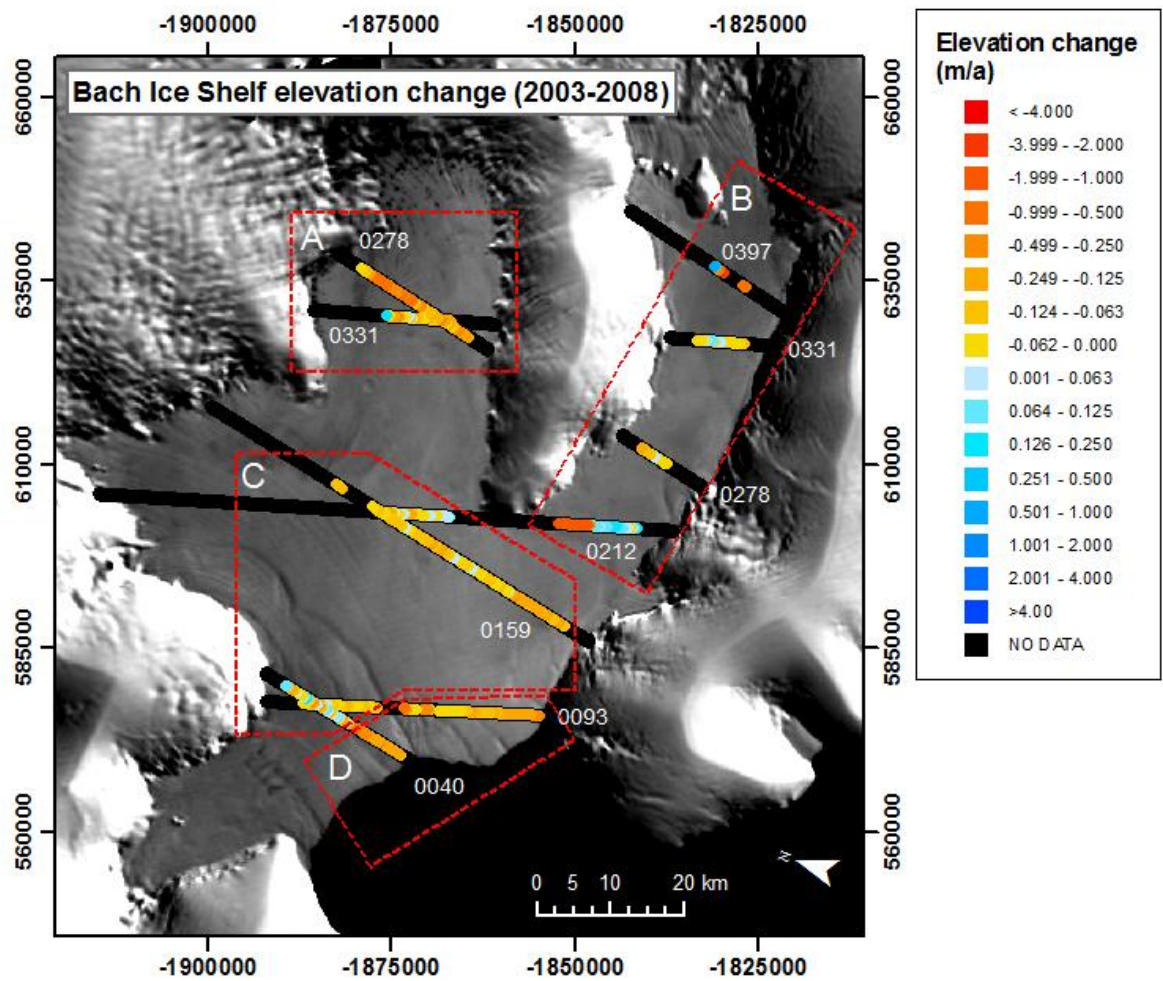 -1900000 -1875000 -1850000 -1825000
Bach Ice Shelf elevation change (2003-2008)
660000 660000
635000 635000
610000 610000
585000 585000
560000 560000
A
0278
0331
B
0397
0331
0278
0212
C
0159
0093
D
0040
N
0 5 10 20 km
-1900000 -1875000 -1850000 -1825000
Elevation change
(m/a)
< -4.000
-3.999 - -2.000
-1.999 - -1.000
-0.999 - -0.500
-0.499 - -0.250
-0.249 - -0.125
-0.124 - -0.063
-0.062 - 0.000
0.001 - 0.063
0.064 - 0.125
0.126 - 0.250
0.251 - 0.500
0.501 - 1.000
1.001 - 2.000
2.001 - 4.000
>4.00
NO DATA